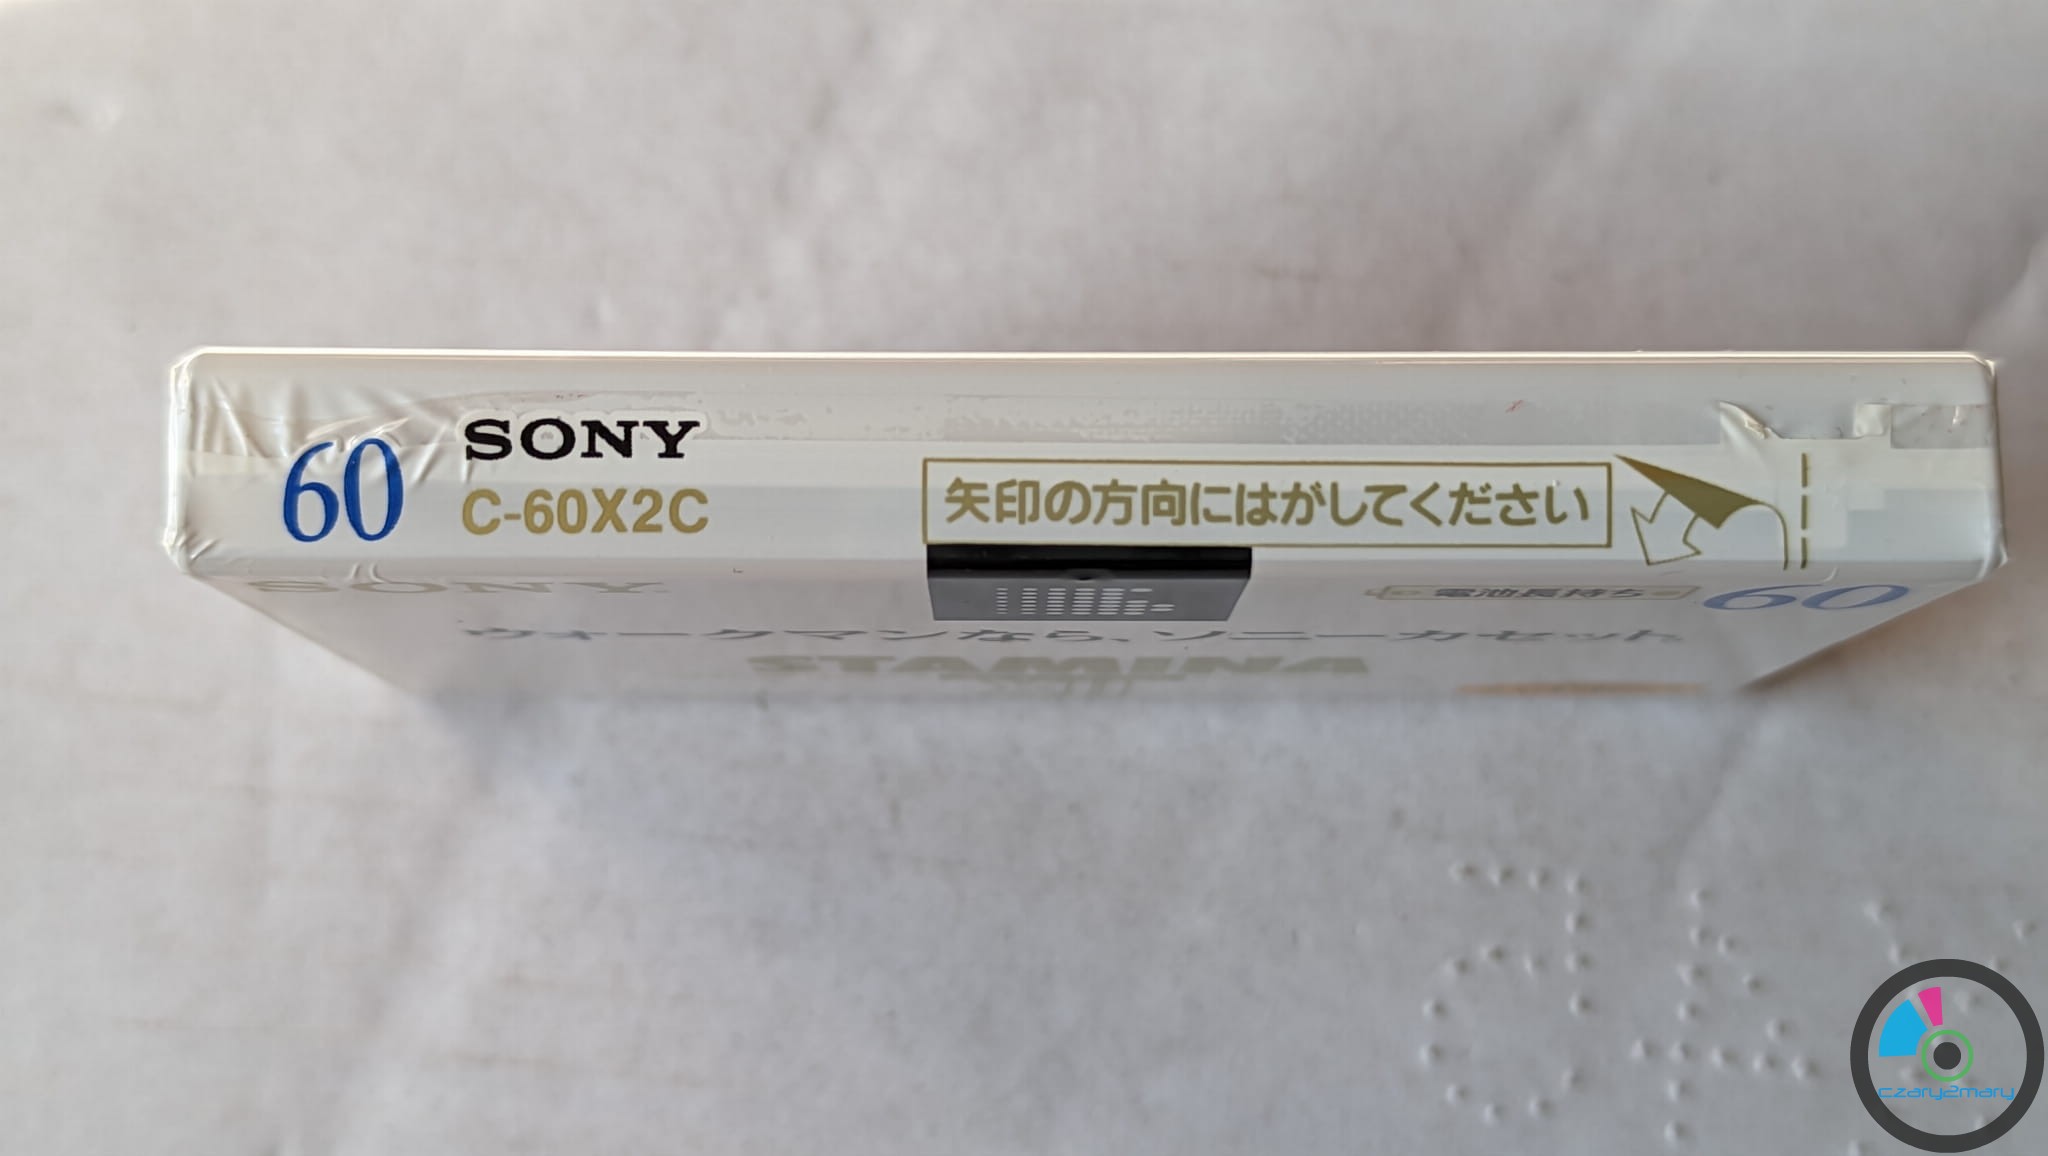 60
SONY
C-60X2C
矢印の方向にはがしてください
SONY
電池長持ち
60
ウォークマンなら、ソニーカセット
STAMINA
czary2mary